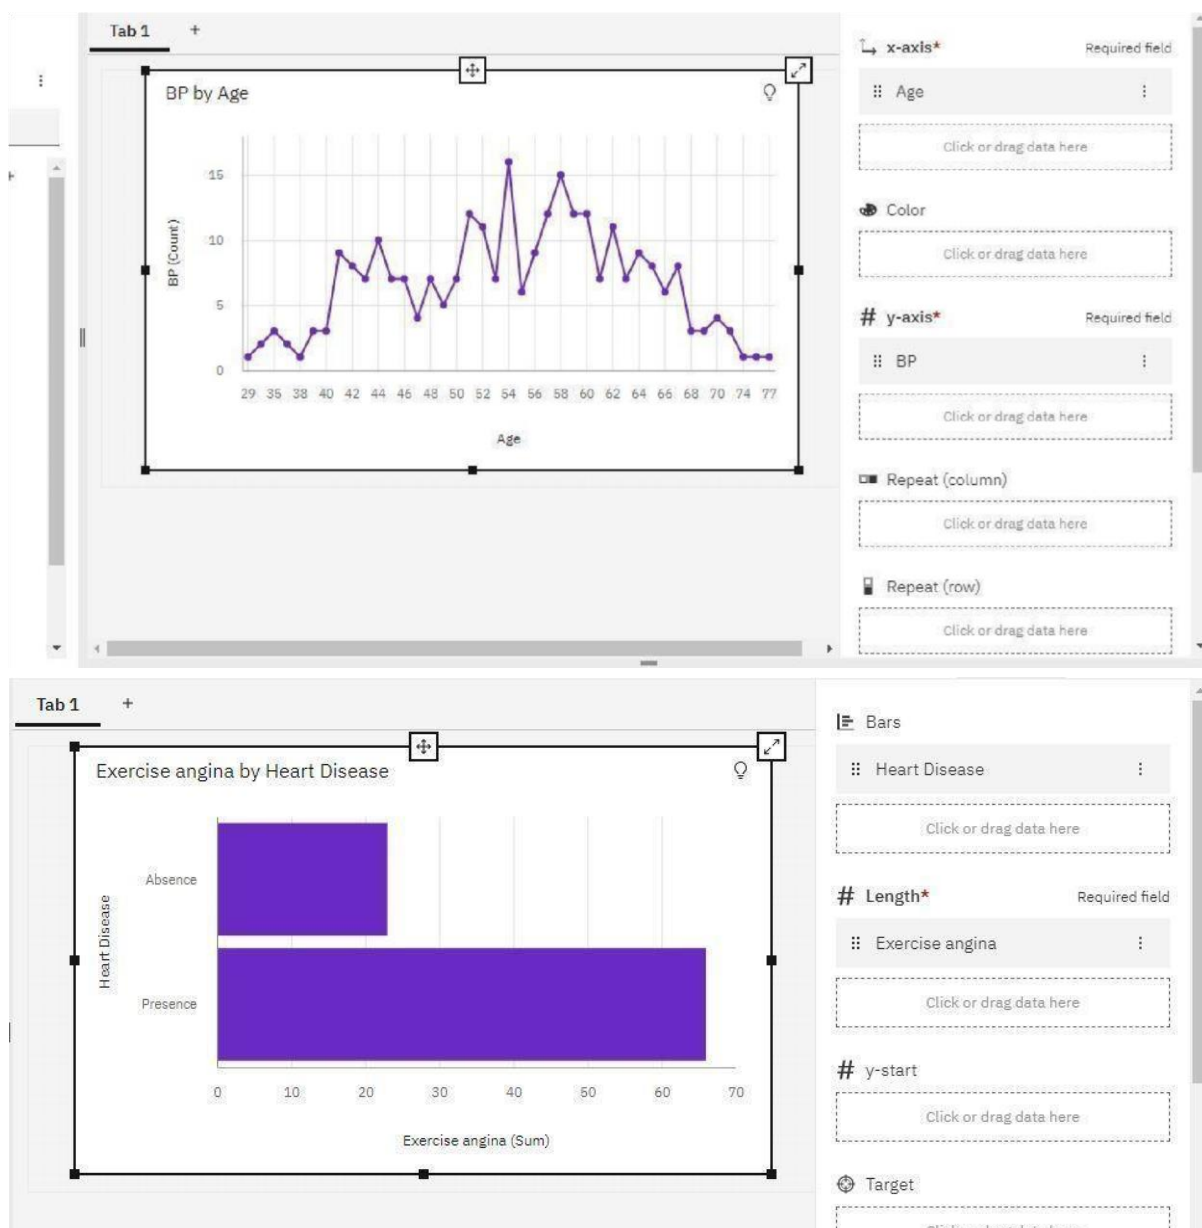 Tab 1 +
BP by Age
15
10
5
0
BP (Count)
29 35 38 40 42 44 46 48 50 52 54 56 58 60 62 64 66 68 70 74 77
Age
x-axis* Required field
Age
Click or drag data here
Color
Click or drag data here
# y-axis* Required field
BP
Click or drag data here
Repeat (column)
Click or drag data here
Repeat (row)
Click or drag data here
Tab 1 +
Exercise angina by Heart Disease
Heart Disease
Absence
Presence
0 10 20 30 40 50 60 70
Exercise angina (Sum)
Bars
Heart Disease
Click or drag data here
# Length* Required field
Exercise angina
Click or drag data here
# y-start
Click or drag data here
Target